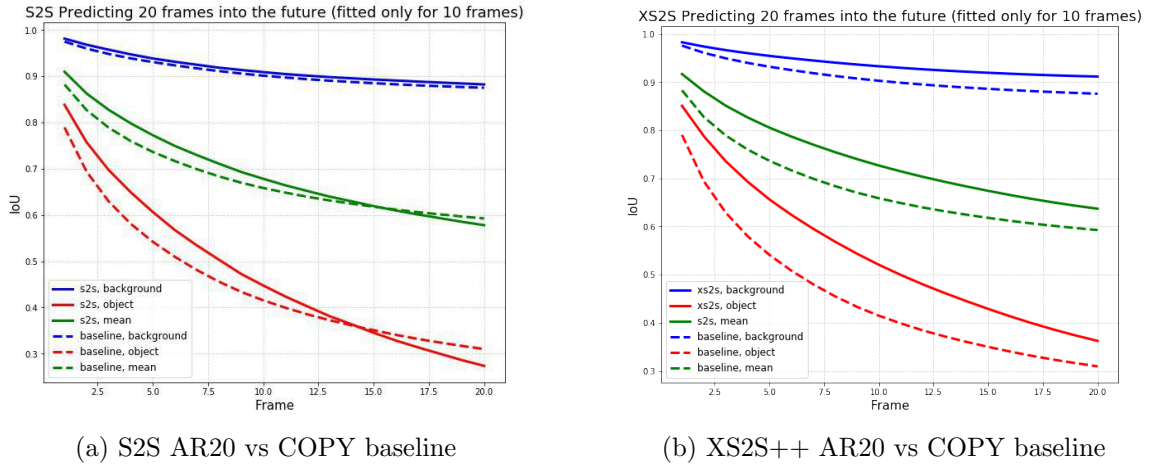 S2S Predicting 20 frames into the future (fitted only for 10 frames)
1.0
0.9
0.8
0.7
0.6
0.5
0.4
0.3
IoU
s2s, background
s2s, object
s2s, mean
baseline, background
baseline, object
baseline, mean
2.5 5.0 7.5 10.0 12.5 15.0 17.5 20.0
Frame
(a) S2S AR20 vs COPY baseline
XS2S Predicting 20 frames into the future (fitted only for 10 frames)
1.0
0.9
0.8
0.7
0.6
0.5
0.4
0.3
IoU
xs2s, background
xs2s, object
s2s, mean
baseline, background
baseline, object
baseline, mean
2.5 5.0 7.5 10.0 12.5 15.0 17.5 20.0
Frame
(b) XS2S++ AR20 vs COPY baseline